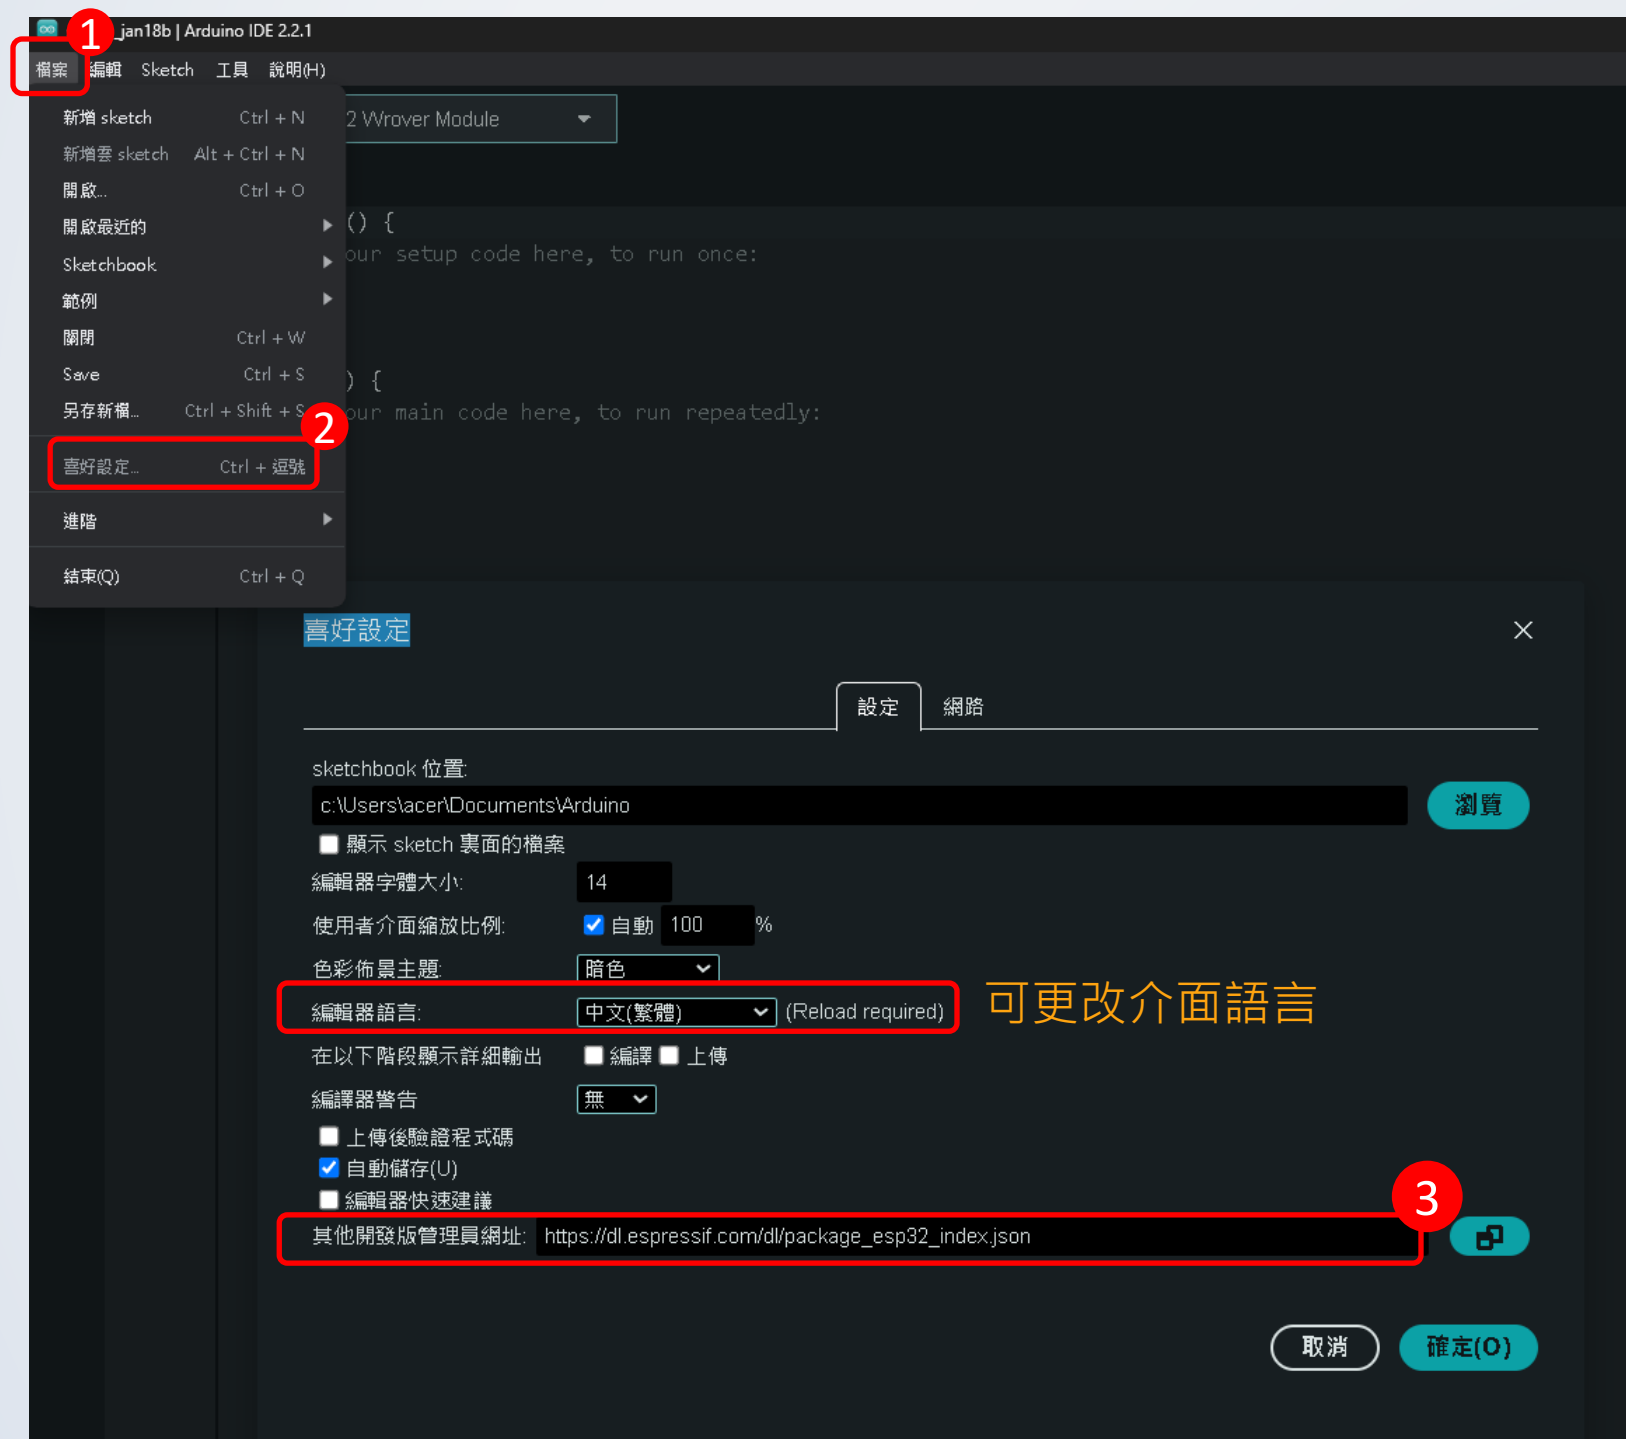 1
_jan18b | Arduino IDE 2.2.1
檔案 編輯 Sketch 工具 說明(H)
新增 sketch Ctrl + N
2 Wrover Module
新增雲 sketch Alt + Ctrl + N
開啟... Ctrl + O
開啟最近的
() {
Sketchbook
our setup code here, to run once:
範例
關閉 Ctrl + W
Save Ctrl + S
) {
另存新檔... Ctrl + Shift + S
our main code here, to run repeatedly:
2
喜好設定... Ctrl + 逗號
進階
結束(Q) Ctrl + Q
喜好設定
設定 網路
sketchbook 位置:
c:\Users\acer\Documents\Arduino
瀏覽
顯示 sketch 裏面的檔案
編輯器字體大小: 14
使用者介面縮放比例: 自動 100 %
色彩佈景主題: 暗色
編輯器語言: 中文(繁體) (Reload required)
可更改介面語言
在以下階段顯示詳細輸出 編譯 上傳
編譯器警告 無
上傳後驗證程式碼
自動儲存(U)
編輯器快速建議
3
其他開發版管理員網址: https://dl.espressif.com/dl/package_esp32_index.json
取消 確定(O)